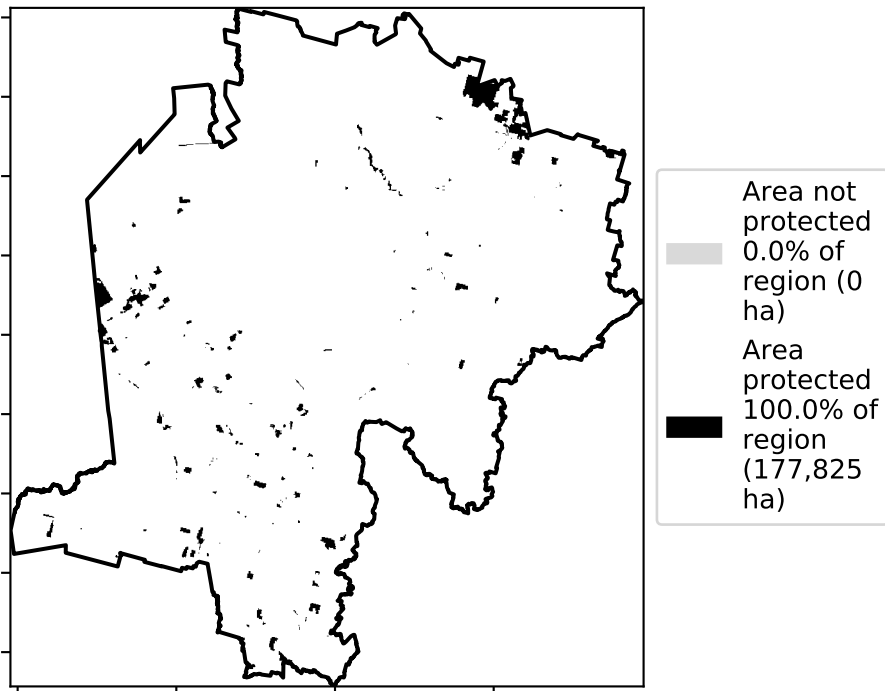 Area not
protected
0.0% of
region (0
ha)
Area
protected
100.0% of
region
(177,825
ha)